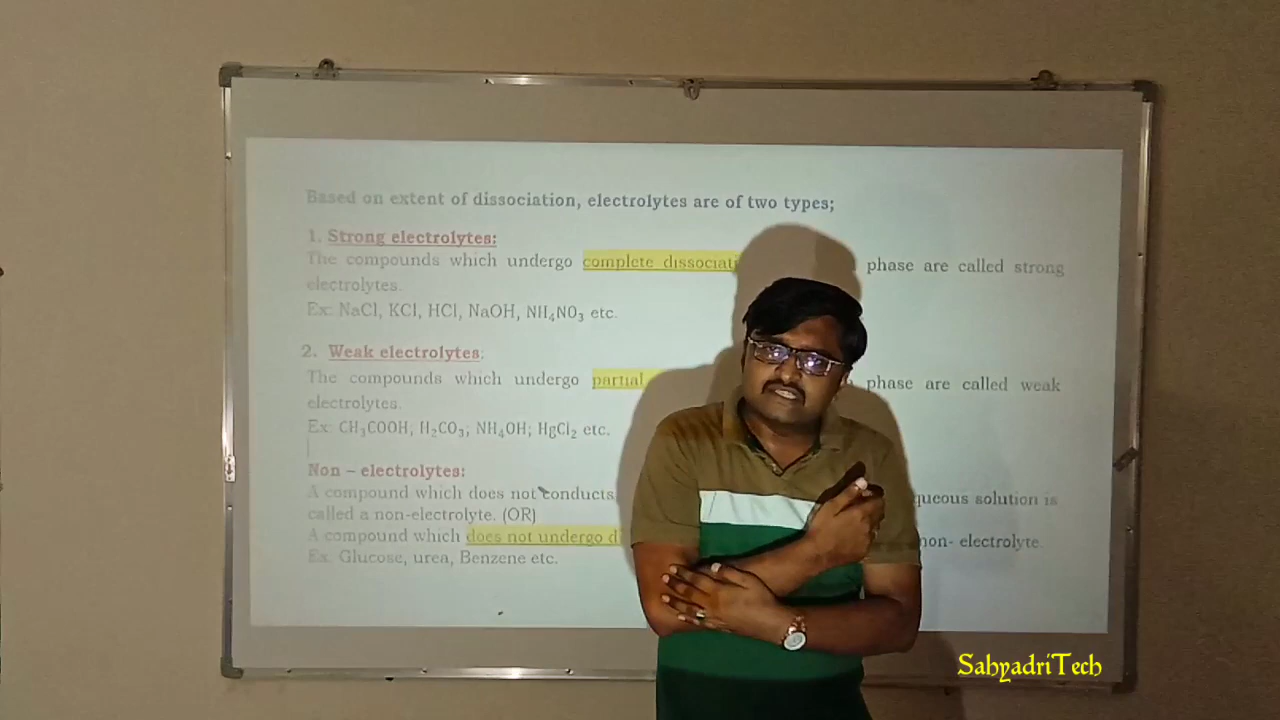 Based on extent of dissociation, electrolytes are of two types;
1. Strong electrolytes:
The compounds which undergo complete dissociati phase are called strong
electrolytes.
Ex: NaCl, KCl, HCl, NaOH, NH₄NO₃ etc.
2. Weak electrolytes:
The compounds which undergo partial phase are called weak
electrolytes.
Ex: CH₃COOH; H₂CO₃; NH₄OH; HgCl₂ etc.
Non – electrolytes:
A compound which does not conducts queous solution is
called a non-electrolyte. (OR)
A compound which does not undergo d non- electrolyte.
Ex. Glucose, urea, Benzene etc.
SahyadriTech